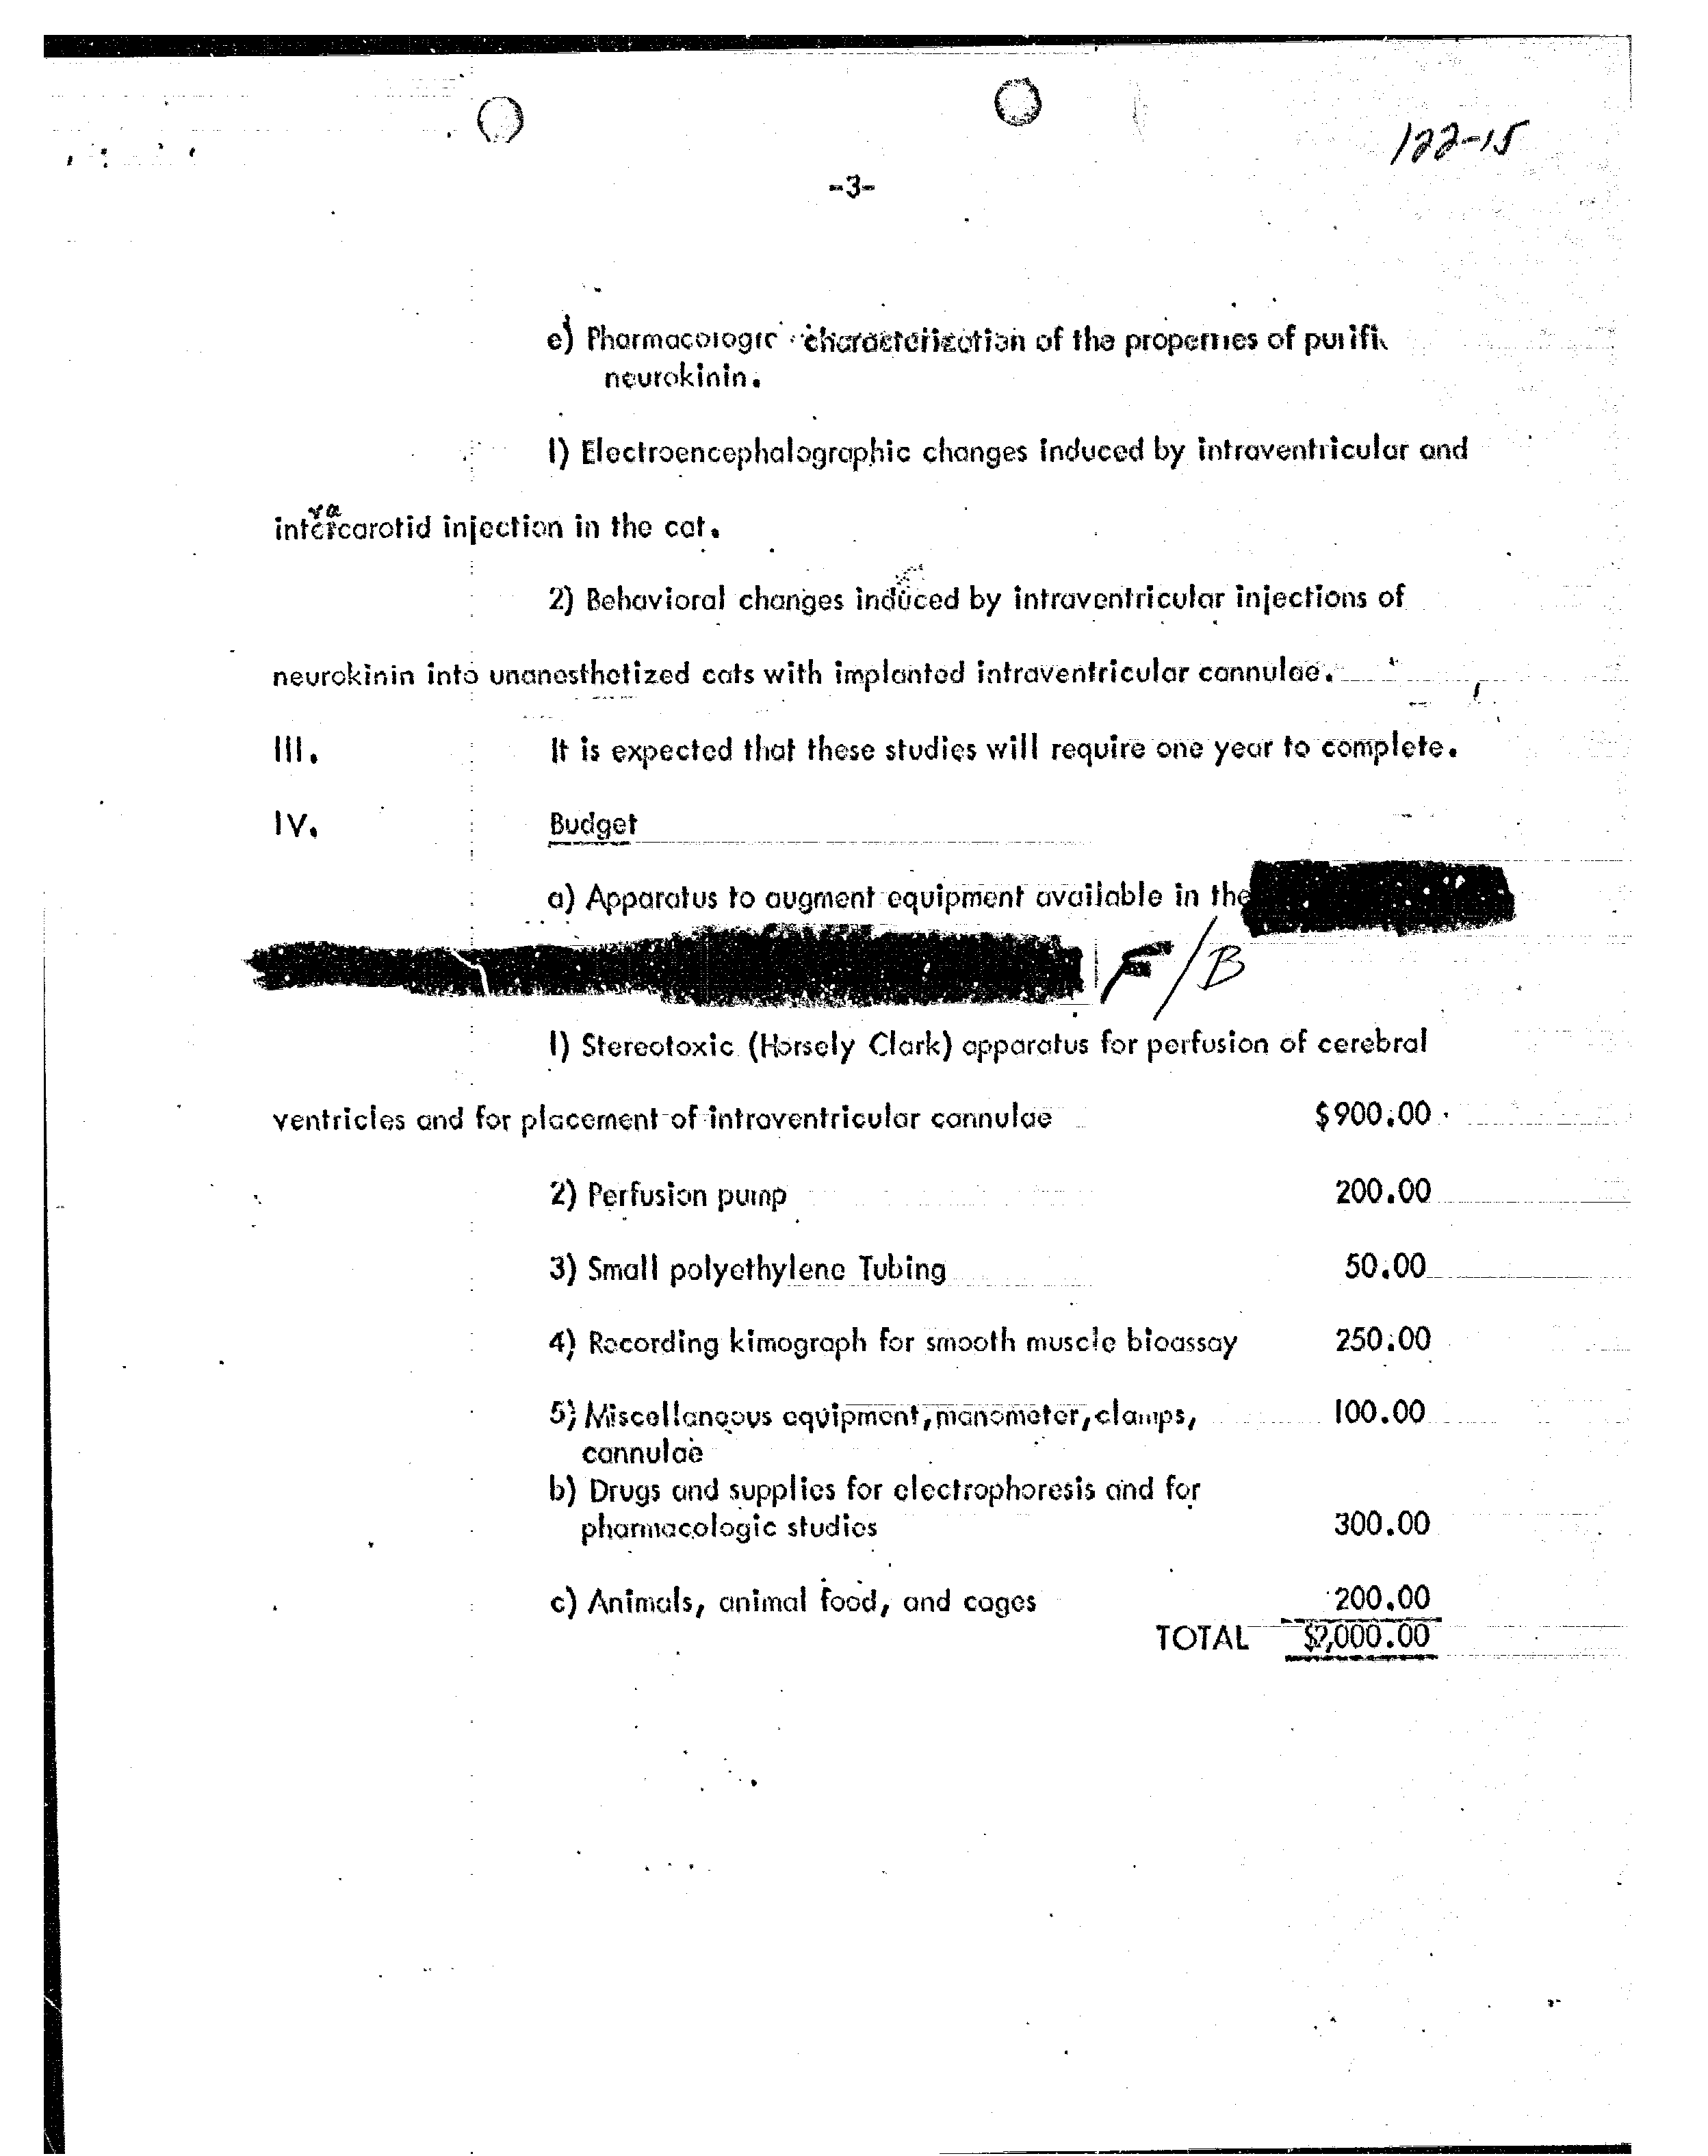 122-15
-3-
e) Pharmacologic characterization of the properties of
neurokinin.
1) Electroencephalographic changes induced by intraventricular and
ra
intercarotid injection in the cat.
2) Behavioral changes induced by intraventricular injections of
neurokinin into unanesthetized cats with implanted intraventricular cannulae.
III. It is expected that these studies will require one year to complete.
IV. Budget
a) Apparatus to augment equipment available in the
F/B
1) Stereotoxic (Horsely Clark) apparatus for perfusion of cerebral
ventricles and for placement of intraventricular cannulae $900.00
2) Perfusion pump 200.00
3) Small polyethylene Tubing 50.00
4) Recording kimograph for smooth muscle bioassay 250.00
5) Miscellaneous equipment, manometer, clamps, 100.00
cannulae
b) Drugs and supplies for electrophoresis and for
pharmacologic studies 300.00
c) Animals, animal food, and cages 200.00
TOTAL $2,000.00